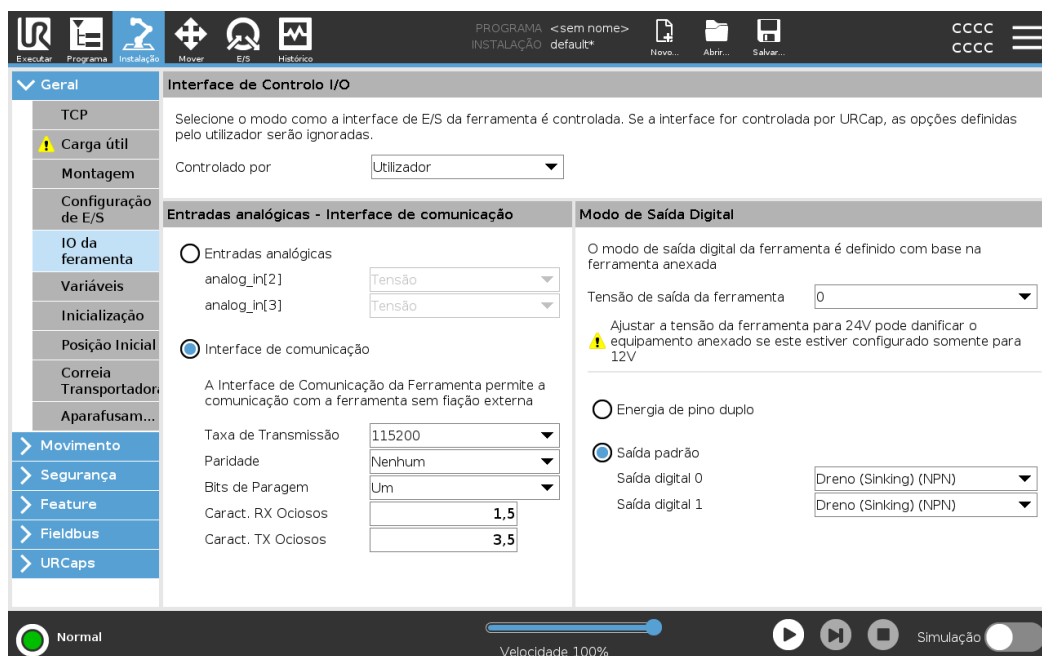 PROGRAMA <sem nome>
INSTALAÇÃO default*
Executar
Programa
Instalação
Mover
E/S
Histórico
Novo...
Abrir...
Salvar...
CCCC
CCCC
Geral
TCP
Carga útil
Montagem
Configuração
de E/S
IO da
feramenta
Variáveis
Inicialização
Posição Inicial
Correia
Transportadora
Aparafusam...
Movimento
Segurança
Feature
Fieldbus
URCaps
Interface de Controlo I/O
Selecione o modo como a interface de E/S da ferramenta é controlada. Se a interface for controlada por URCap, as opções definidas
pelo utilizador serão ignoradas.
Controlado por
Utilizador
Entradas analógicas - Interface de comunicação
Entradas analógicas
analog_in[2]
Tensão
analog_in[3]
Tensão
Interface de comunicação
A Interface de Comunicação da Ferramenta permite a
comunicação com a ferramenta sem fiação externa
Taxa de Transmissão
115200
Paridade
Nenhum
Bits de Paragem
Um
Caract. RX Ociosos
1,5
Caract. TX Ociosos
3,5
Modo de Saída Digital
O modo de saída digital da ferramenta é definido com base na
ferramenta anexada
Tensão de saída da ferramenta
0
Ajustar a tensão da ferramenta para 24V pode danificar o
equipamento anexado se este estiver configurado somente para
12V
Energia de pino duplo
Saída padrão
Saída digital 0
Dreno (Sinking) (NPN)
Saída digital 1
Dreno (Sinking) (NPN)
Normal
Velocidade 100%
Simulação